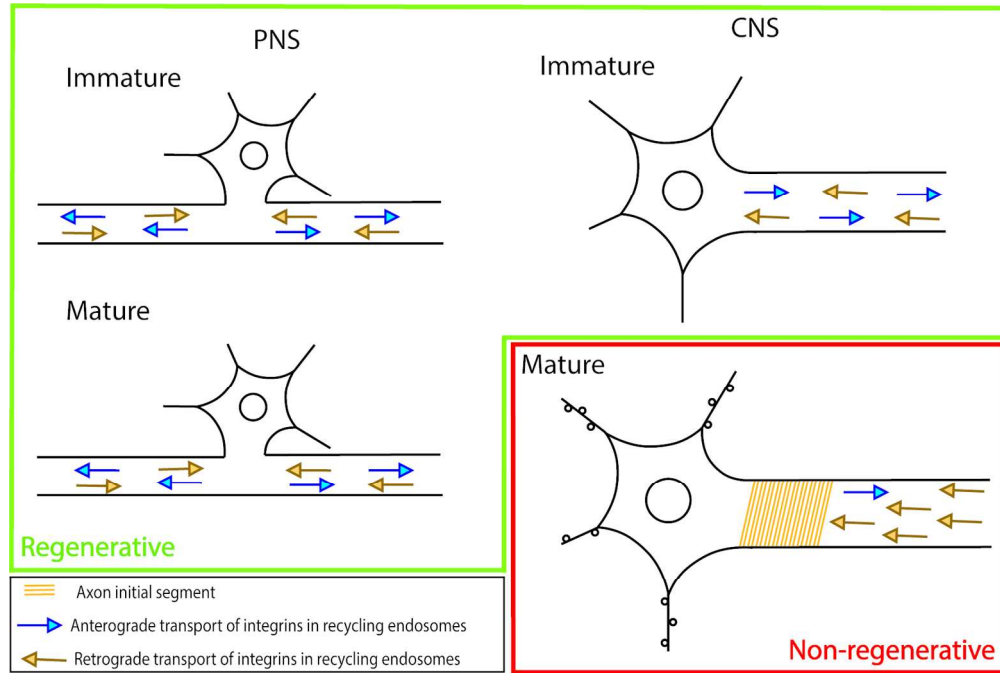 PNS
CNS
Immature
Immature
Mature
Mature
Regenerative
Non-regenerative
Axon initial segment
Anterograde transport of integrins in recycling endosomes
Retrograde transport of integrins in recycling endosomes